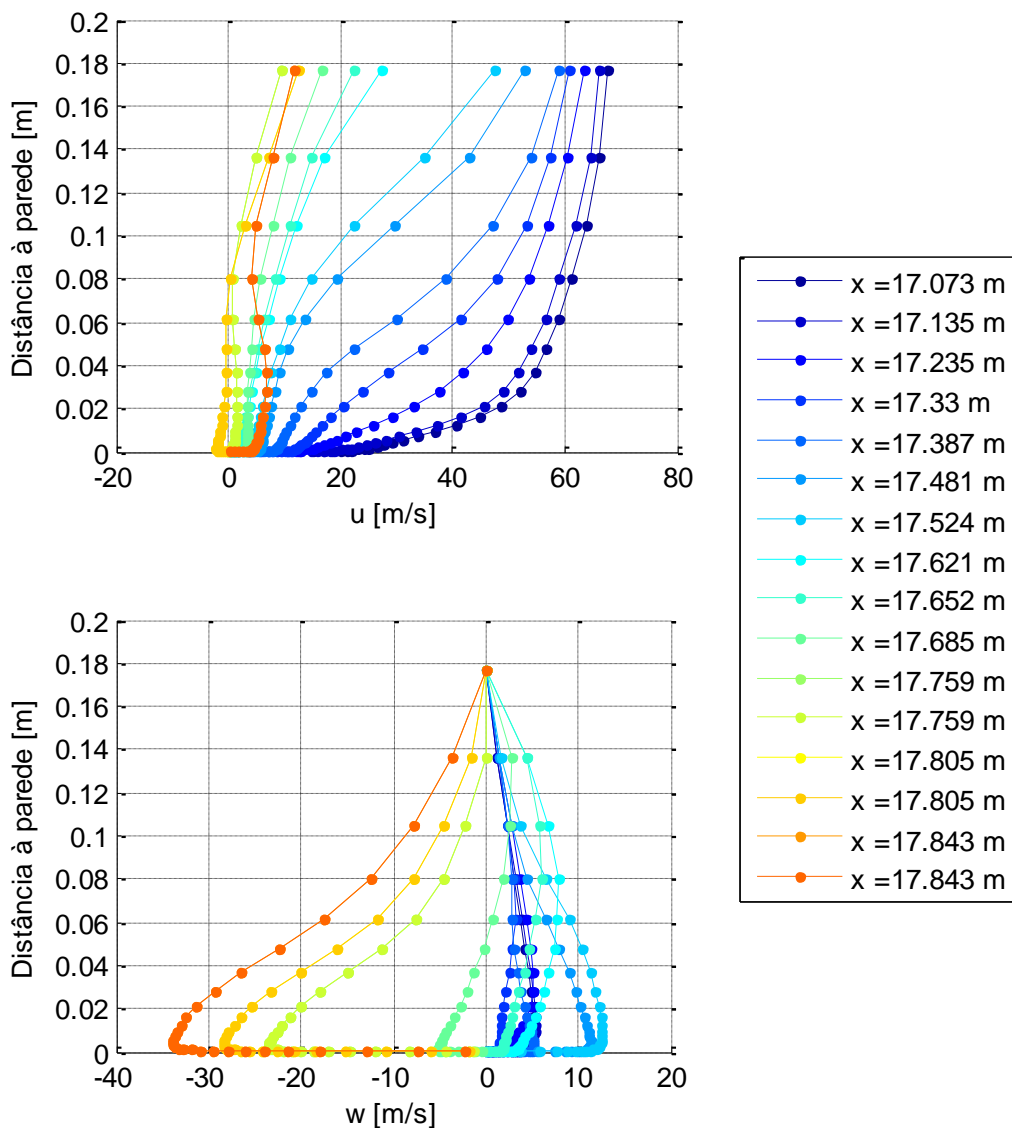 0.2
0.18
0.16
0.14
0.12
0.1
0.08
0.06
0.04
0.02
0
-20
0
20
40
60
80
Distância à parede [m]
u [m/s]
0.2
0.18
0.16
0.14
0.12
0.1
0.08
0.06
0.04
0.02
0
-40
-30
-20
-10
0
10
20
Distância à parede [m]
w [m/s]
x =17.073 m
x =17.135 m
x =17.235 m
x =17.33 m
x =17.387 m
x =17.481 m
x =17.524 m
x =17.621 m
x =17.652 m
x =17.685 m
x =17.759 m
x =17.759 m
x =17.805 m
x =17.805 m
x =17.843 m
x =17.843 m